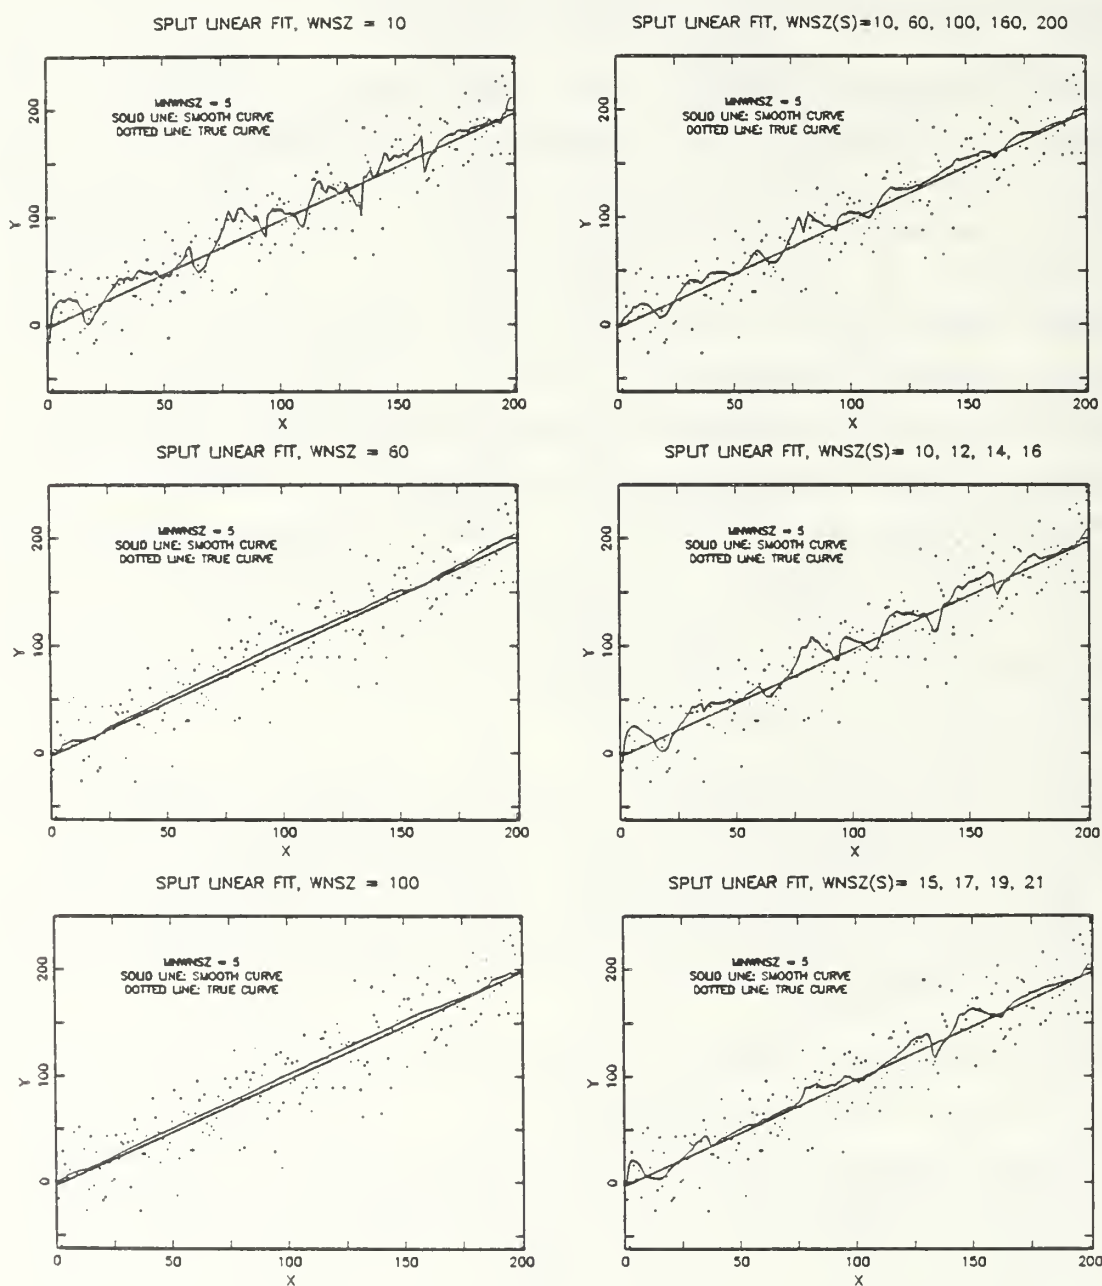 SPLIT LINEAR FIT, WNSZ = 10
200
100
0
Y
MNWNSZ = 5
SOLID LINE: SMOOTH CURVE
DOTTED LINE: TRUE CURVE
0 50 100 150 200
X
SPLIT LINEAR FIT, WNSZ(S)=10, 60, 100, 160, 200
200
100
0
Y
MNWNSZ = 5
SOLID LINE: SMOOTH CURVE
DOTTED LINE: TRUE CURVE
0 50 100 150 200
X
SPLIT LINEAR FIT, WNSZ = 60
200
100
0
Y
MNWNSZ = 5
SOLID LINE: SMOOTH CURVE
DOTTED LINE: TRUE CURVE
0 50 100 150 200
X
SPLIT LINEAR FIT, WNSZ(S)= 10, 12, 14, 16
200
100
0
Y
MNWNSZ = 5
SOLID LINE: SMOOTH CURVE
DOTTED LINE: TRUE CURVE
0 50 100 150 200
X
SPLIT LINEAR FIT, WNSZ = 100
200
100
0
Y
MNWNSZ = 5
SOLID LINE: SMOOTH CURVE
DOTTED LINE: TRUE CURVE
0 50 100 150 200
X
SPLIT LINEAR FIT, WNSZ(S)= 15, 17, 19, 21
200
100
0
Y
MNWNSZ = 5
SOLID LINE: SMOOTH CURVE
DOTTED LINE: TRUE CURVE
0 50 100 150 200
X